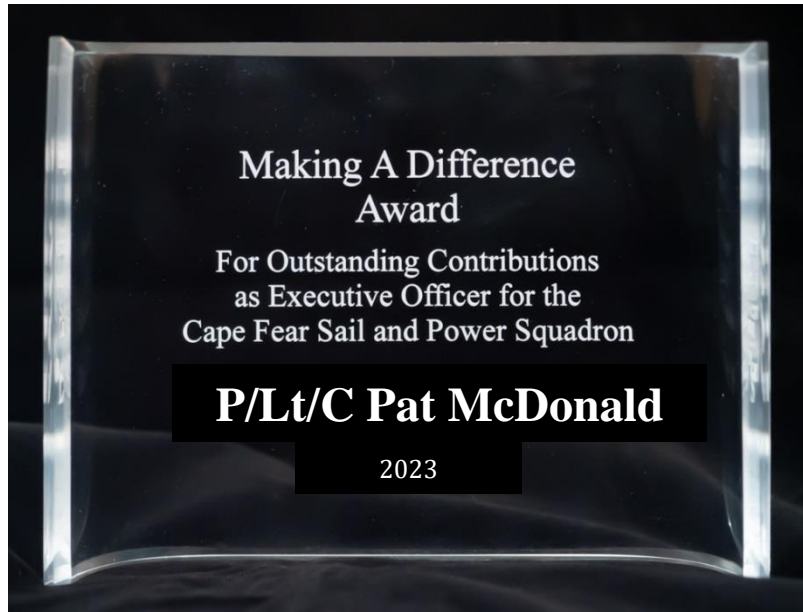 Making A Difference
Award
For Outstanding Contributions
as Executive Officer for the
Cape Fear Sail and Power Squadron
P/Lt/C Pat McDonald
2023